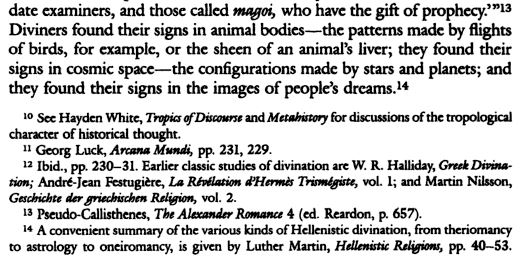 date examiners, and those called magoi, who have the gift of prophecy.'"13
Diviners found their signs in animal bodies—the patterns made by flights
of birds, for example, or the sheen of an animal's liver; they found their
signs in cosmic space—the configurations made by stars and planets; and
they found their signs in the images of people's dreams.14
10 See Hayden White, Tropics of Discourse and Metahistory for discussions of the tropological
character of historical thought.
11 Georg Luck, Arcana Mundi, pp. 231, 229.
12 Ibid., pp. 230–31. Earlier classic studies of divination are W. R. Halliday, Greek Divina-
tion; André-Jean Festugière, La Révélation d'Hermès Trismégiste, vol. 1; and Martin Nilsson,
Geschichte der griechischen Religion, vol. 2.
13 Pseudo-Callisthenes, The Alexander Romance 4 (ed. Reardon, p. 657).
14 A convenient summary of the various kinds of Hellenistic divination, from theriomancy
to astrology to oneiromancy, is given by Luther Martin, Hellenistic Religions, pp. 40–53.